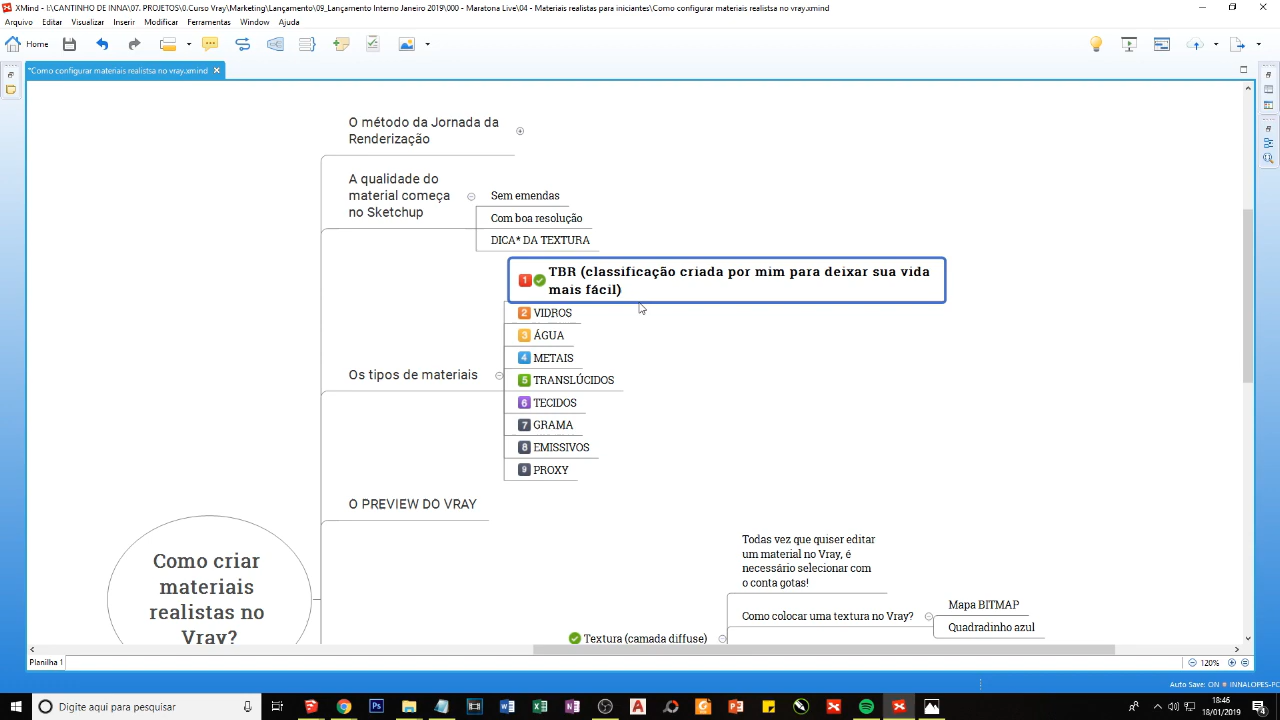 XMind - I:\CANTINHO DE INNA\07. PROJETOS\0.Curso Vray\Marketing\Lançamento\09_Lançamento Interno Janeiro 2019\000 - Maratona Live\04 - Materiais realistas para iniciantes\Como configurar materiais realistsa no vray.xmind
Arquivo Editar Visualizar Inserir Modificar Ferramentas Window Ajuda
Home
*Como configurar materiais realistsa no vray.xmind
O método da Jornada da
Renderização
A qualidade do
material começa
no Sketchup
Sem emendas
Com boa resolução
DICA* DA TEXTURA
1 TBR (classificação criada por mim para deixar sua vida
mais fácil)
2 VIDROS
3 ÁGUA
4 METAIS
Os tipos de materiais
5 TRANSLÚCIDOS
6 TECIDOS
7 GRAMA
8 EMISSIVOS
9 PROXY
O PREVIEW DO VRAY
Como criar
materiais
realistas no
Vray?
Todas vez que quiser editar
um material no Vray, é
necessário selecionar com
o conta gotas!
Como colocar uma textura no Vray?
Mapa BITMAP
Quadradinho azul
Textura (camada diffuse)
Planilha 1
120%
Auto Save: ON INNALOPES-PC
Digite aqui para pesquisar
18:46
18/01/2019